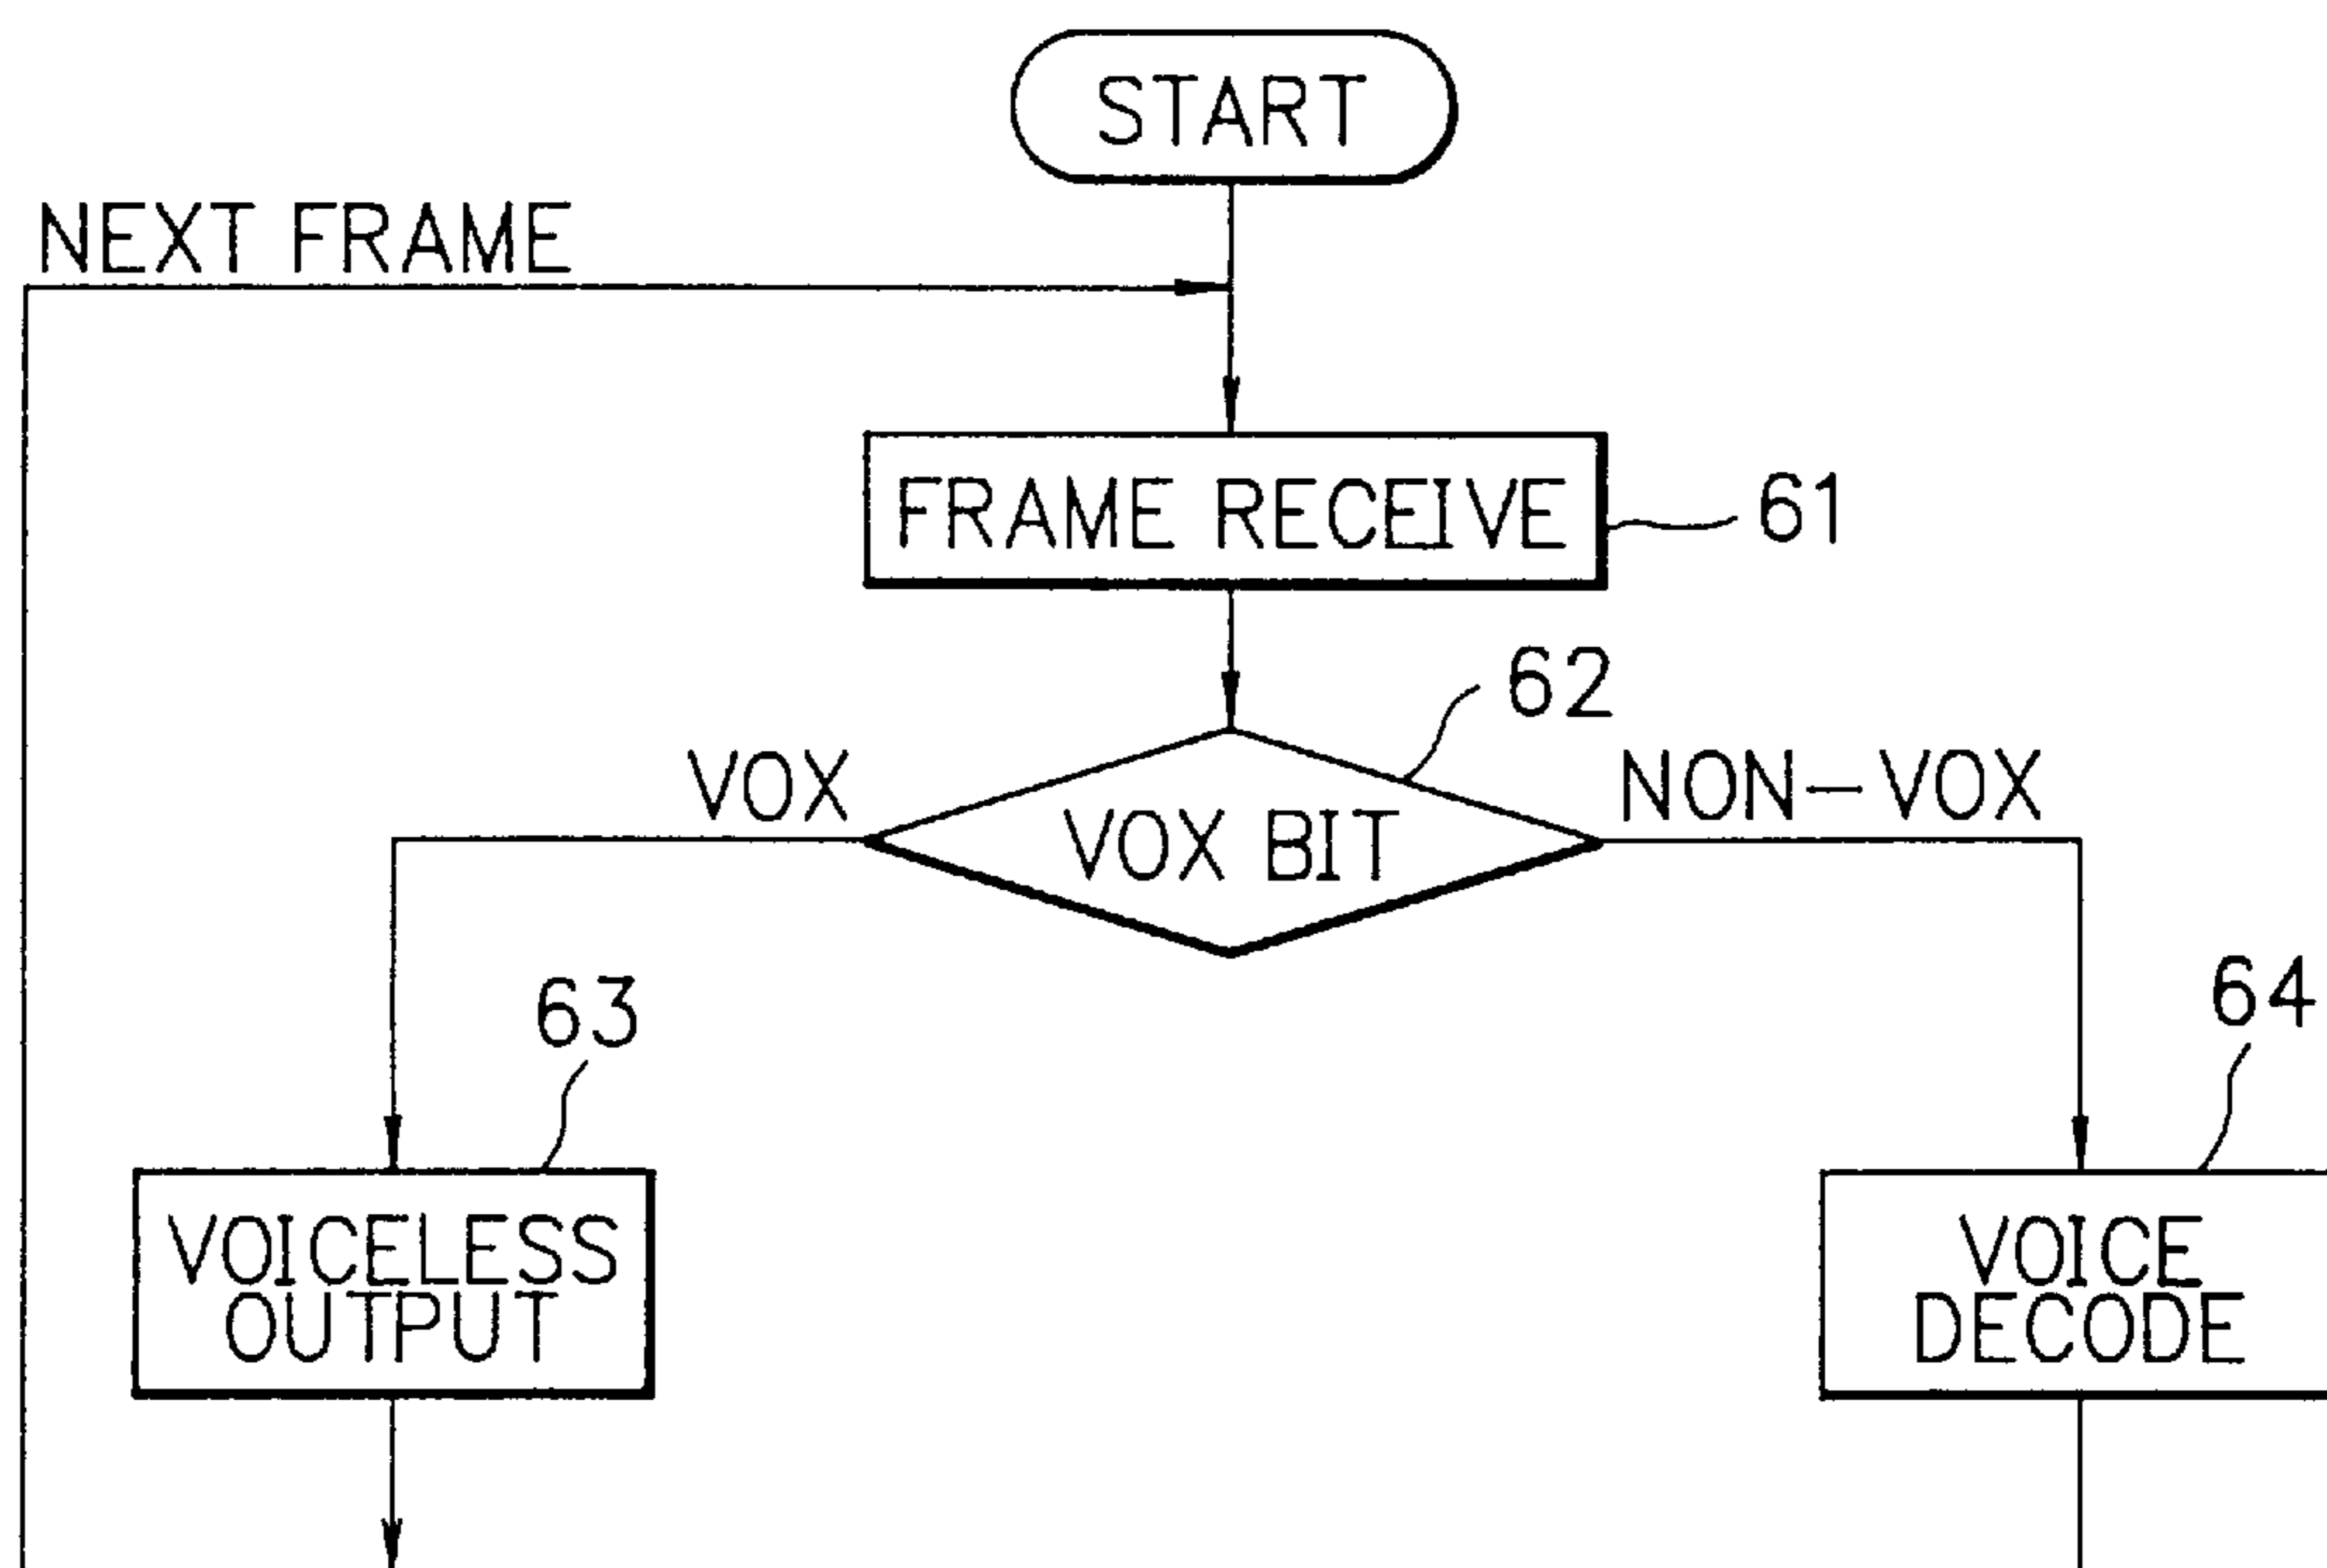 START
NEXT FRAME
FRAME RECEIVE
61
62
VOX
VOX BIT
NON-VOX
63
64
VOICELESS
OUTPUT
VOICE
DECODE